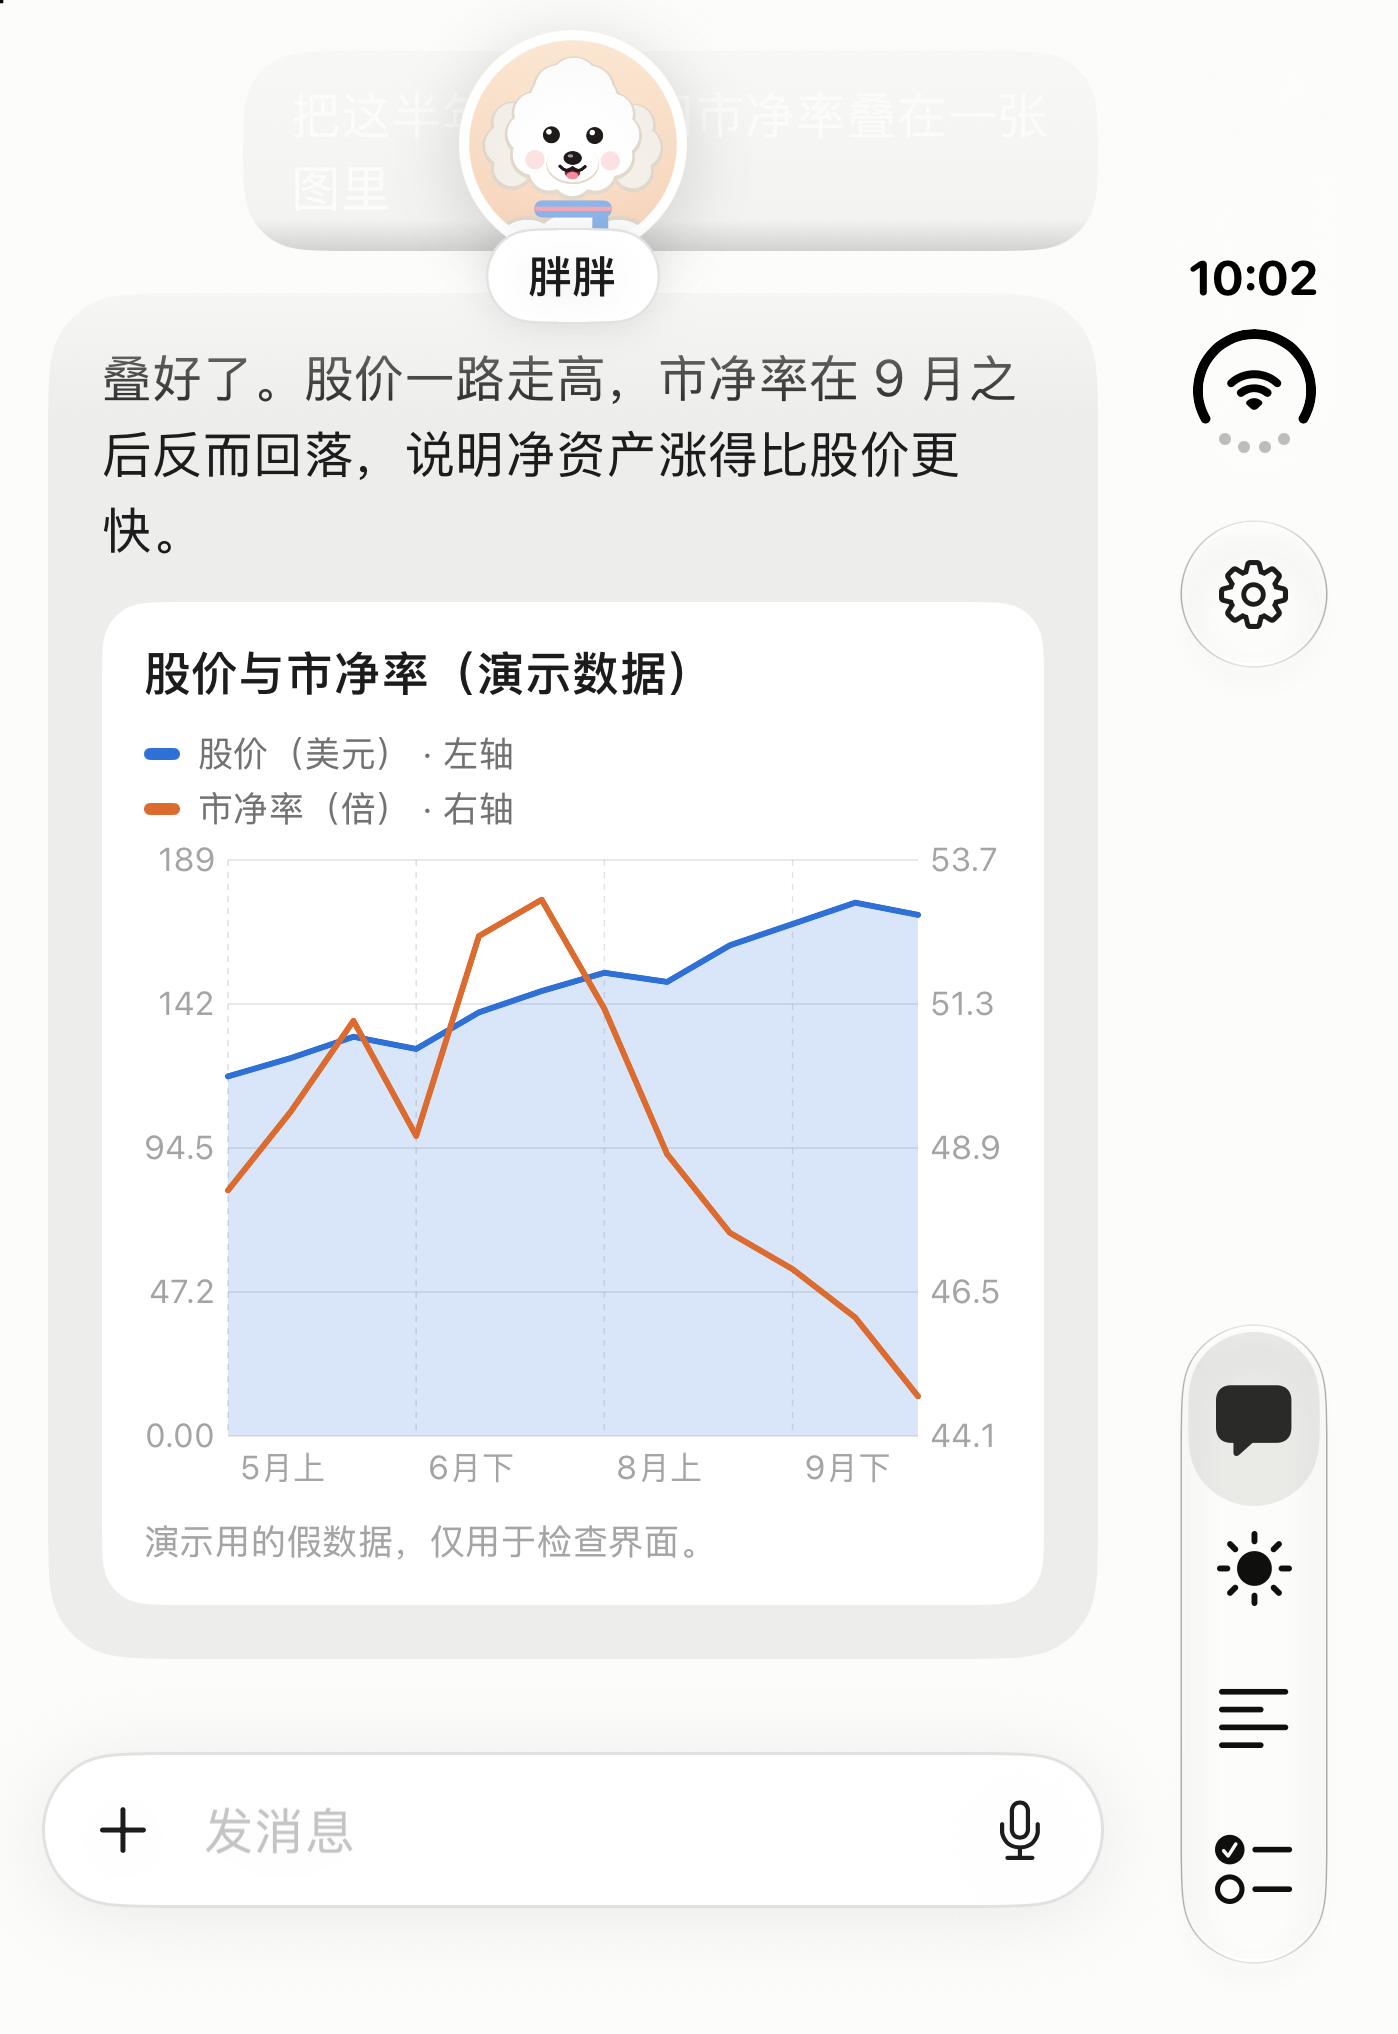 把这半年
市净率叠在一张
图里
胖胖
10:02
叠好了。股价一路走高，市净率在 9 月之
后反而回落，说明净资产涨得比股价更
快。
股价与市净率（演示数据）
股价（美元） · 左轴
市净率（倍） · 右轴
189
53.7
142
51.3
94.5
48.9
47.2
46.5
0.00
44.1
5月上
6月下
8月上
9月下
演示用的假数据，仅用于检查界面。
发消息